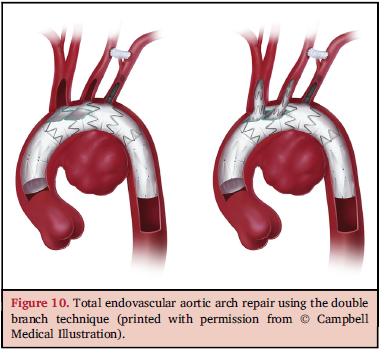 Figure 10. Total endovascular aortic arch repair using the double
branch technique (printed with permission from © Campbell
Medical Illustration).